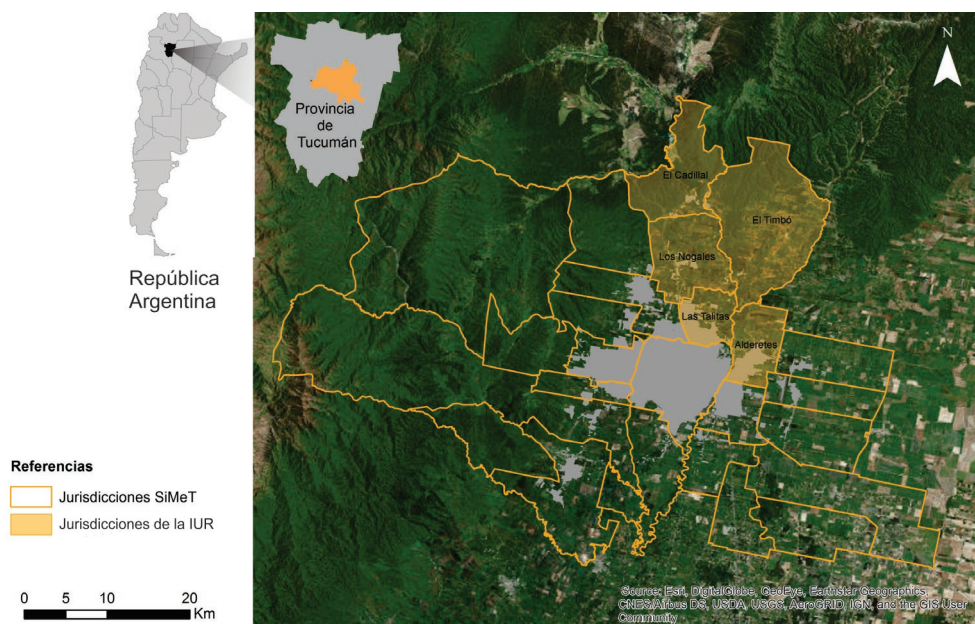 Provincia
de
Tucumán
República
Argentina
N
El Cadillal
El Timbó
Los Nogales
Las Talitas
Alderetes
Referencias
Jurisdicciones SiMeT
Jurisdicciones de la IUR
0 5 10 20
Km
Source: Esri, DigitalGlobe, GeoEye, Earthstar Geographics,
CNES/Airbus DS, USDA, USGS, AeroGRID, IGN, and the GIS User
Community